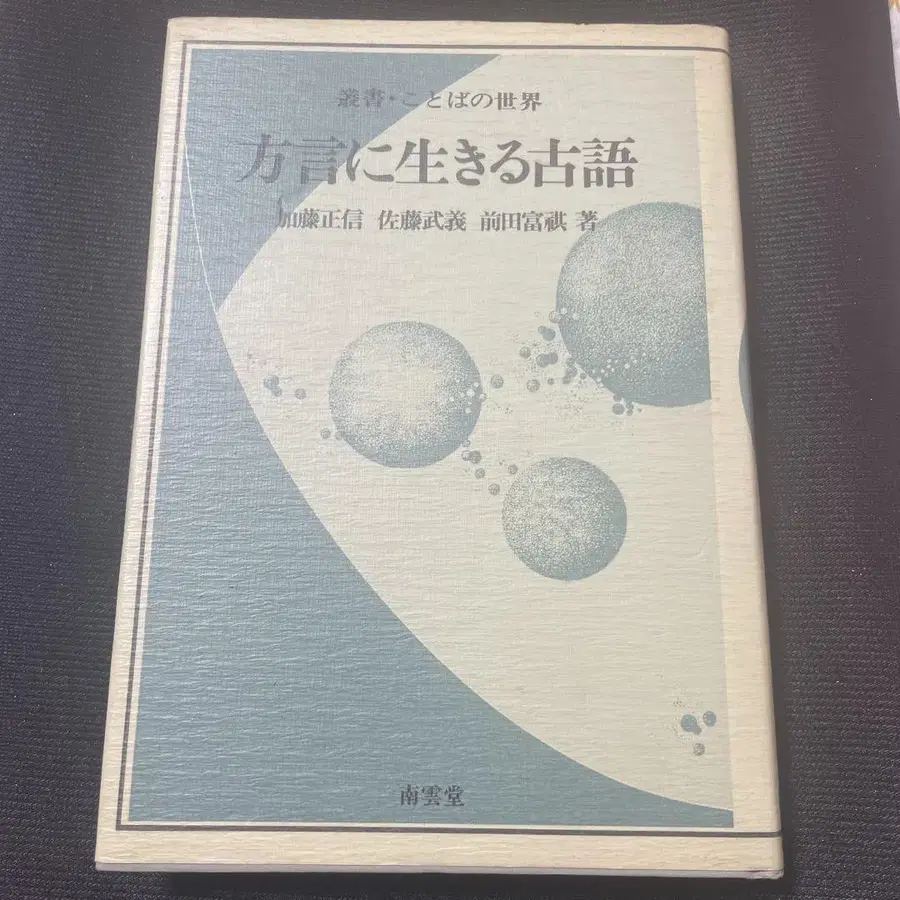 叢書・ことばの世界
方言に生きる古語
加藤正信 佐藤武義 前田富祺 著
南雲堂